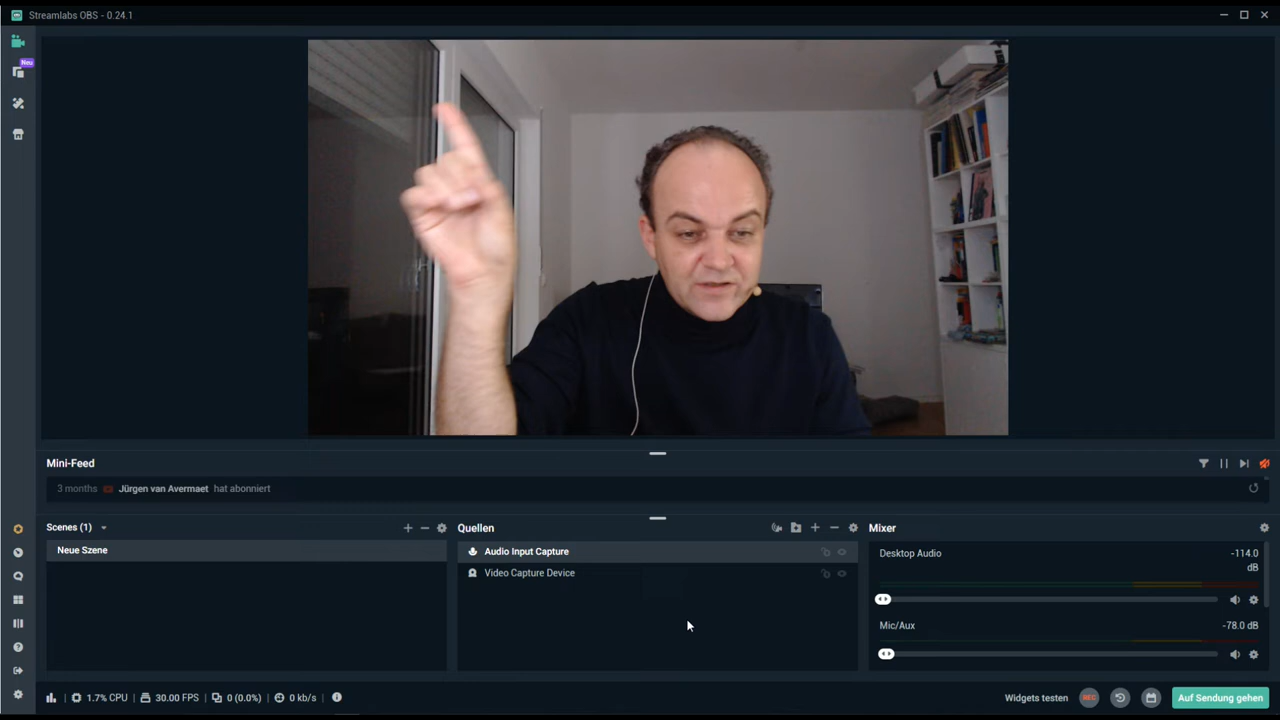 Streamlabs OBS - 0.24.1
Neu
Mini-Feed
3 months Jürgen van Avermaet hat abonniert
Scenes (1)
Neue Szene
Quellen
Audio Input Capture
Video Capture Device
Mixer
Desktop Audio -114.0
dB
Mic/Aux -78.0 dB
1.7% CPU 30.00 FPS 0 (0.0%) 0 kb/s
Widgets testen REC Auf Sendung gehen